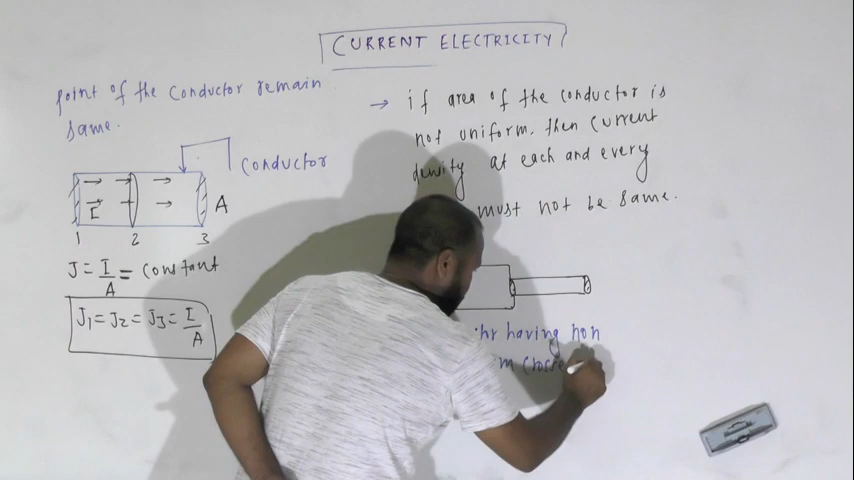 CURRENT ELECTRICITY
point of the conductor remain
same.
conductor
I
A
1 2 3
J = I/A = constant
J1 = J2 = J3 = I/A
→ if area of the conductor is
not uniform, then current
density at each and every
must not be same.
having non